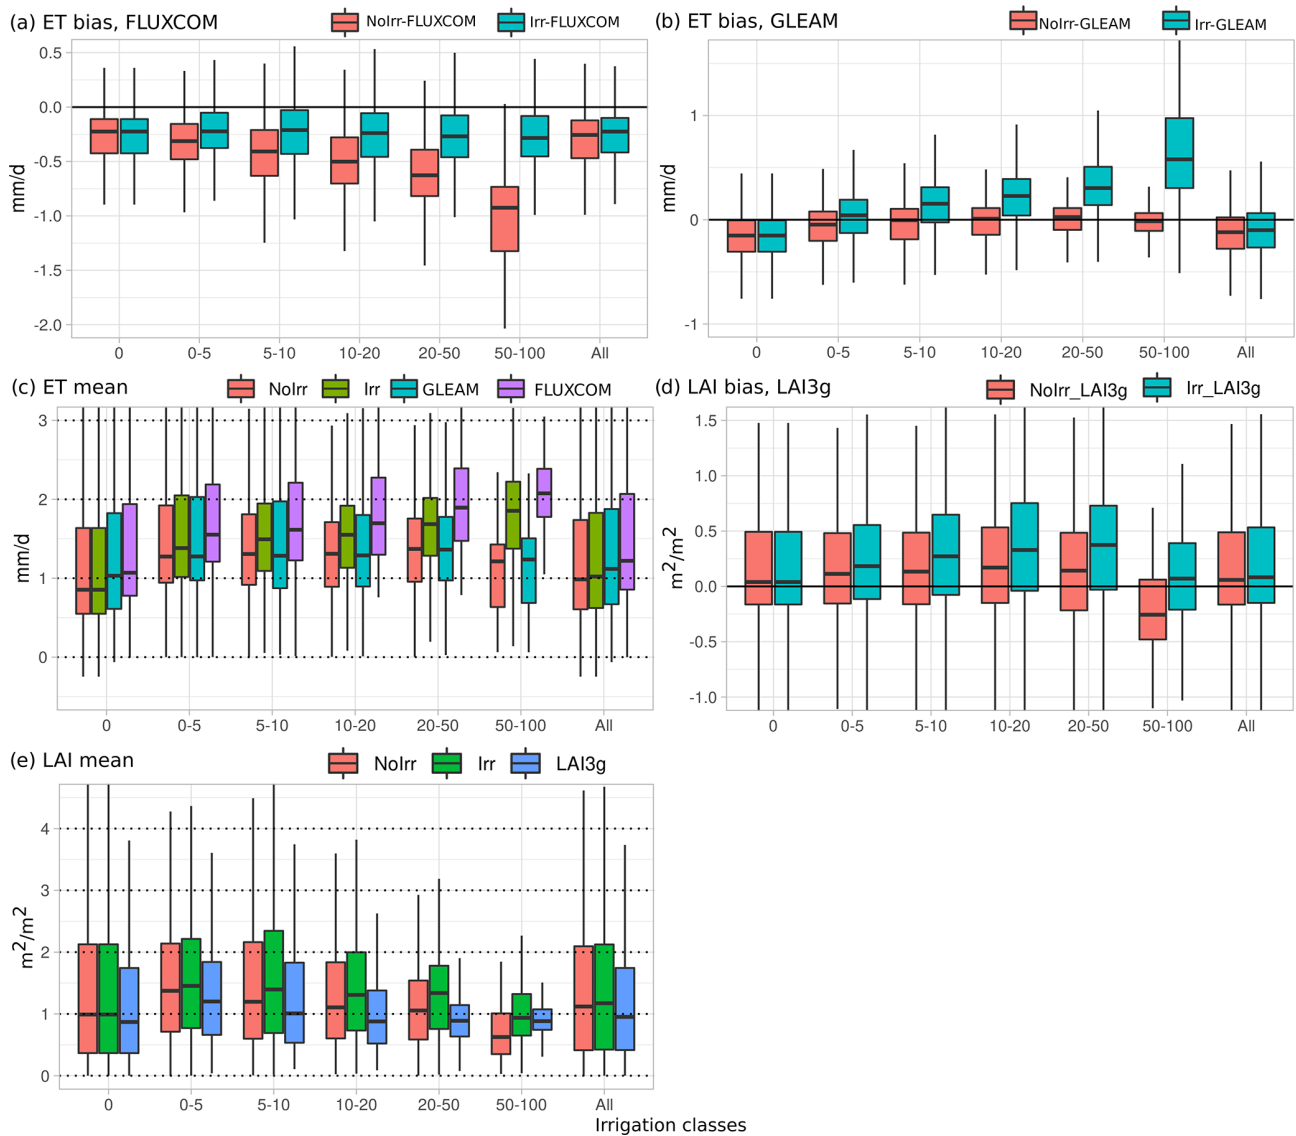 (a) ET bias, FLUXCOM
NoIrr-FLUXCOM
Irr-FLUXCOM
0.5
0.0
-0.5
-1.0
-1.5
-2.0
mm/d
0 0-5 5-10 10-20 20-50 50-100 All
(b) ET bias, GLEAM
NoIrr-GLEAM
Irr-GLEAM
1
0
-1
mm/d
0 0-5 5-10 10-20 20-50 50-100 All
(c) ET mean
NoIrr
Irr
GLEAM
FLUXCOM
3
2
1
0
mm/d
0 0-5 5-10 10-20 20-50 50-100 All
(d) LAI bias, LAI3g
NoIrr_LAI3g
Irr_LAI3g
1.5
1.0
0.5
0.0
-0.5
-1.0
m²/m²
0 0-5 5-10 10-20 20-50 50-100 All
(e) LAI mean
NoIrr
Irr
LAI3g
4
3
2
1
0
m²/m²
0 0-5 5-10 10-20 20-50 50-100 All
Irrigation classes